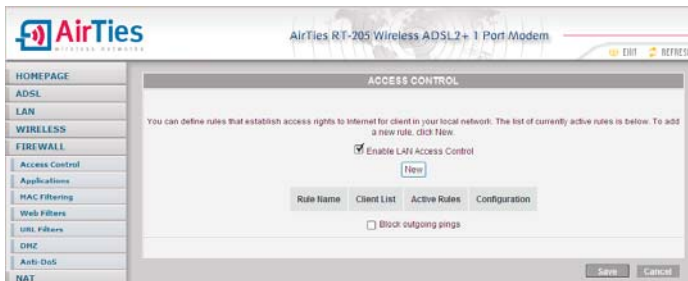 AirTies
wireless networks
AirTies RT-205 Wireless ADSL2+ 1 Port Modem
EXIT
REFRES
HOMEPAGE
ADSL
LAN
WIRELESS
FIREWALL
Access Control
Applications
MAC Filtering
Web Filters
URL Filters
DMZ
Anti-DoS
NAT
ACCESS CONTROL
You can define rules that establish access rights to Internet for client in your local network. The list of currently active rules is below. To add
a new rule, click New.
Enable LAN Access Control
New
Rule Name Client List Active Rules Configuration
Block outgoing pings
Save Cancel